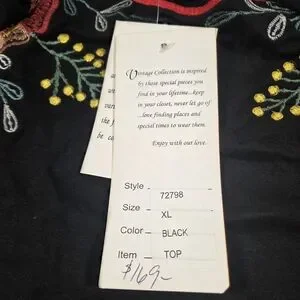 Vintage Collection is inspired
by those special pieces you
find in your lifetime...keep
in your closet, never let go of
...love finding places and
special times to wear them.
Enjoy with out love.
Style - 72798
Size - XL
Color - BLACK
Item - TOP
$169-